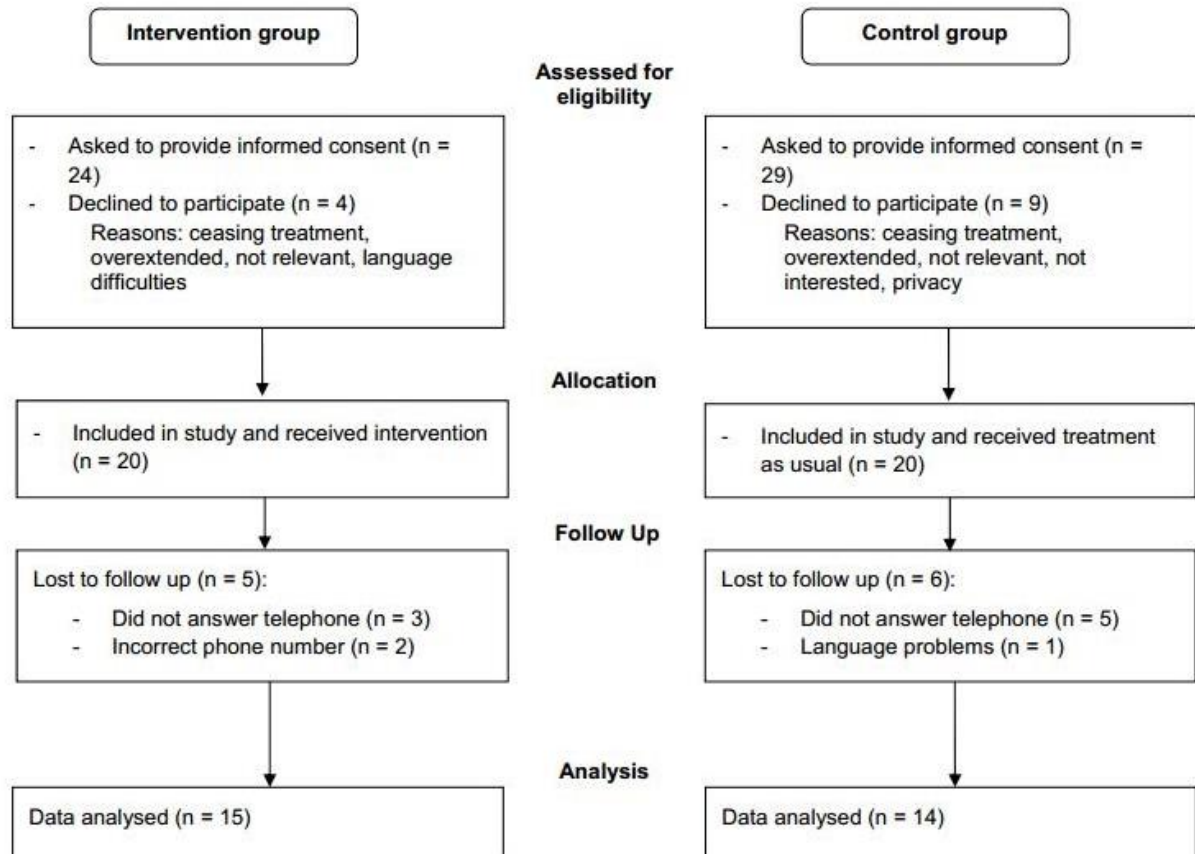 Intervention group
Control group
Assessed for
eligibility
- Asked to provide informed consent (n =
24)
- Declined to participate (n = 4)
Reasons: ceasing treatment,
overextended, not relevant, language
difficulties
- Asked to provide informed consent (n =
29)
- Declined to participate (n = 9)
Reasons: ceasing treatment,
overextended, not relevant, not
interested, privacy
Allocation
- Included in study and received intervention
(n = 20)
- Included in study and received treatment
as usual (n = 20)
Follow Up
Lost to follow up (n = 5):
- Did not answer telephone (n = 3)
- Incorrect phone number (n = 2)
Lost to follow up (n = 6):
- Did not answer telephone (n = 5)
- Language problems (n = 1)
Analysis
Data analysed (n = 15)
Data analysed (n = 14)